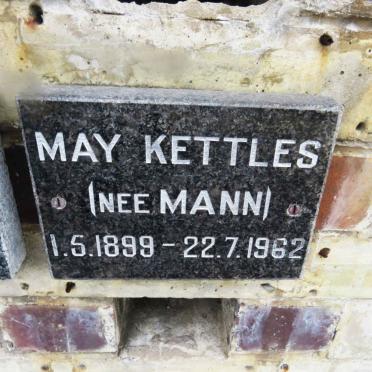 MAY KETTLES
(NEE MANN)
1.5.1899 - 22.7.1962